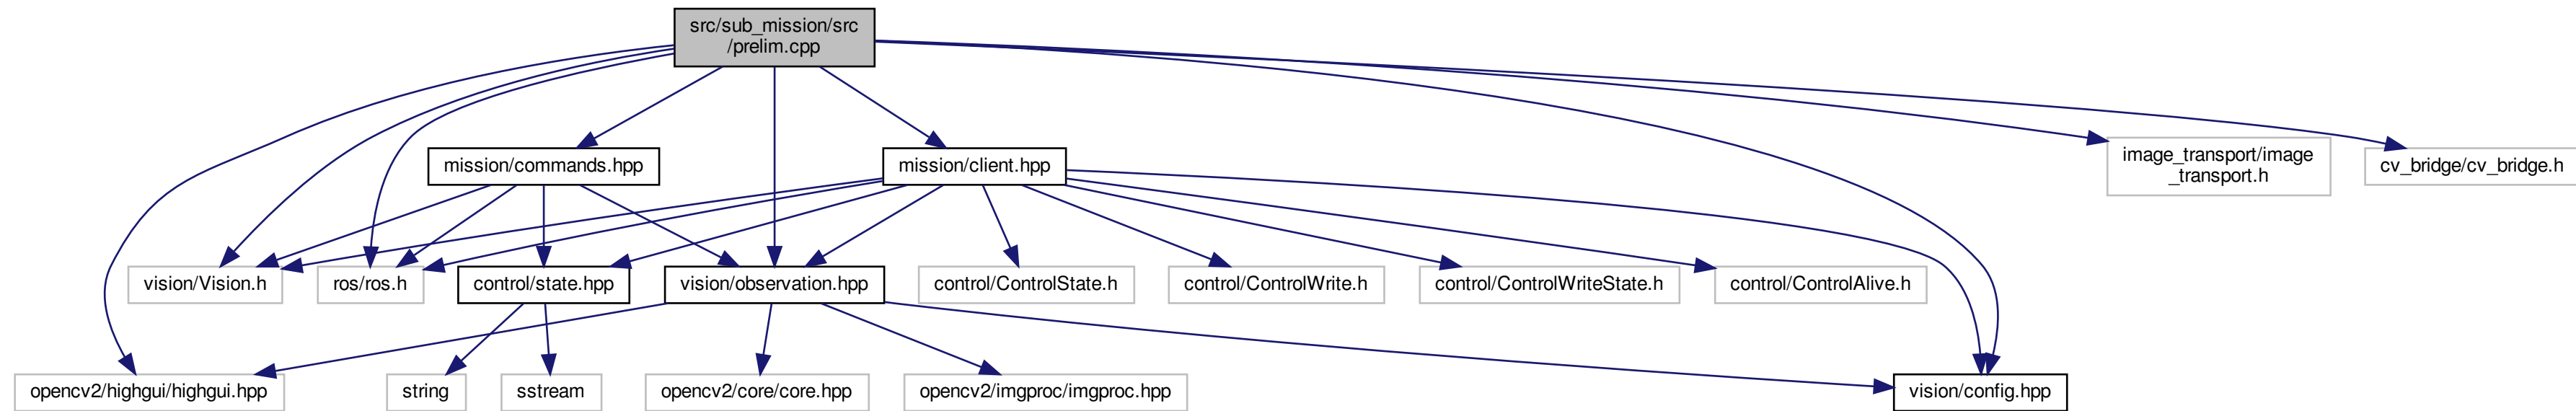 src/sub_mission/src
/prelim.cpp
mission/commands.hpp
mission/client.hpp
image_transport/image
_transport.h
cv_bridge/cv_bridge.h
vision/Vision.h
ros/ros.h
control/state.hpp
vision/observation.hpp
control/ControlState.h
control/ControlWrite.h
control/ControlWriteState.h
control/ControlAlive.h
opencv2/highgui/highgui.hpp
string
sstream
opencv2/core/core.hpp
opencv2/imgproc/imgproc.hpp
vision/config.hpp